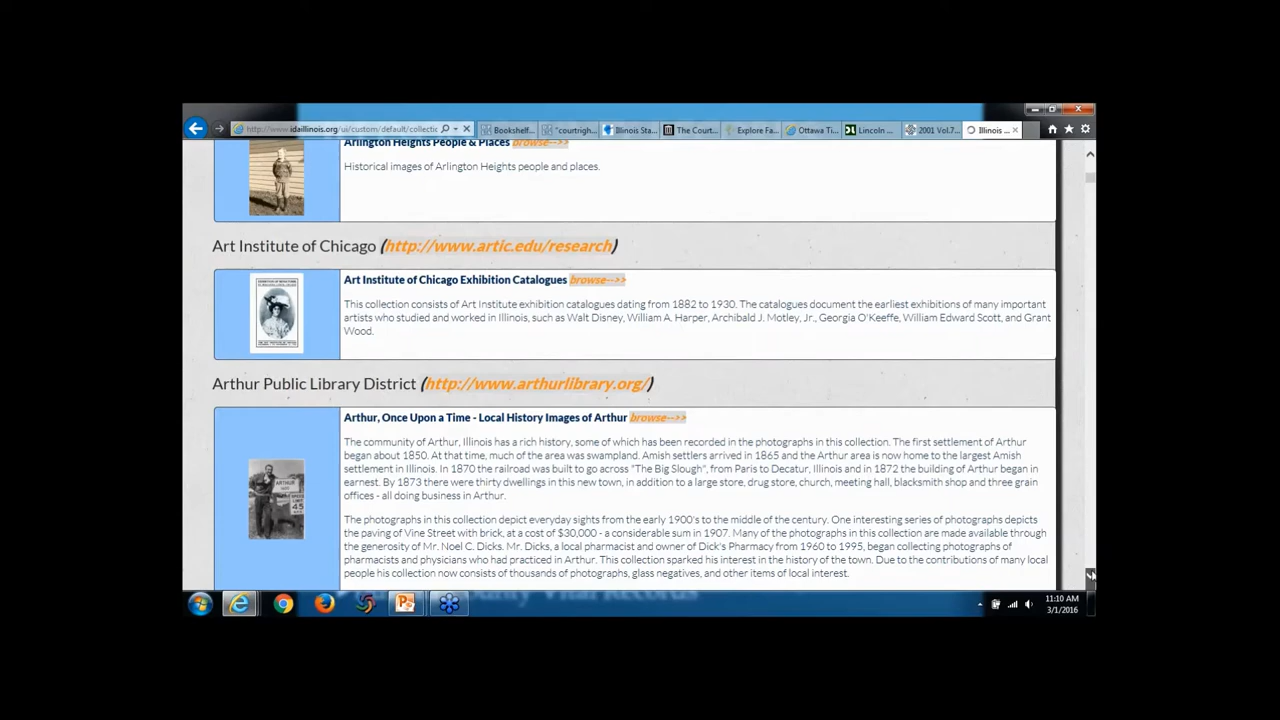 http://www.idaillinois.org/ui/custom/default/collectic
Bookshelf...
"courtrigh...
Illinois Sta...
The Court...
Explore Fa...
Ottawa Ti...
Lincoln ...
2001 Vol.7...
Illinois ...
Arlington Heights People & Places browse-->>
Historical images of Arlington Heights people and places.
Art Institute of Chicago (http://www.artic.edu/research)
Art Institute of Chicago Exhibition Catalogues browse-->>
This collection consists of Art Institute exhibition catalogues dating from 1882 to 1930. The catalogues document the earliest exhibitions of many important
artists who studied and worked in Illinois, such as Walt Disney, William A. Harper, Archibald J. Motley, Jr., Georgia O'Keeffe, William Edward Scott, and Grant
Wood.
Arthur Public Library District (http://www.arthurlibrary.org/)
Arthur, Once Upon a Time - Local History Images of Arthur browse-->>
The community of Arthur, Illinois has a rich history, some of which has been recorded in the photographs in this collection. The first settlement of Arthur
began about 1850. At that time, much of the area was swampland. Amish settlers arrived in 1865 and the Arthur area is now home to the largest Amish
settlement in Illinois. In 1870 the railroad was built to go across "The Big Slough", from Paris to Decatur, Illinois and in 1872 the building of Arthur began in
earnest. By 1873 there were thirty dwellings in this new town, in addition to a large store, drug store, church, meeting hall, blacksmith shop and three grain
offices - all doing business in Arthur.
ARTHUR
45
The photographs in this collection depict everyday sights from the early 1900's to the middle of the century. One interesting series of photographs depicts
the paving of Vine Street with brick, at a cost of $30,000 - a considerable sum in 1907. Many of the photographs in this collection are made available through
the generosity of Mr. Noel C. Dicks. Mr. Dicks, a local pharmacist and owner of Dick's Pharmacy from 1960 to 1995, began collecting photographs of
pharmacists and physicians who had practiced in Arthur. This collection sparked his interest in the history of the town. Due to the contributions of many local
people his collection now consists of thousands of photographs, glass negatives, and other items of local interest.
Vital Records
11:10 AM
3/1/2016